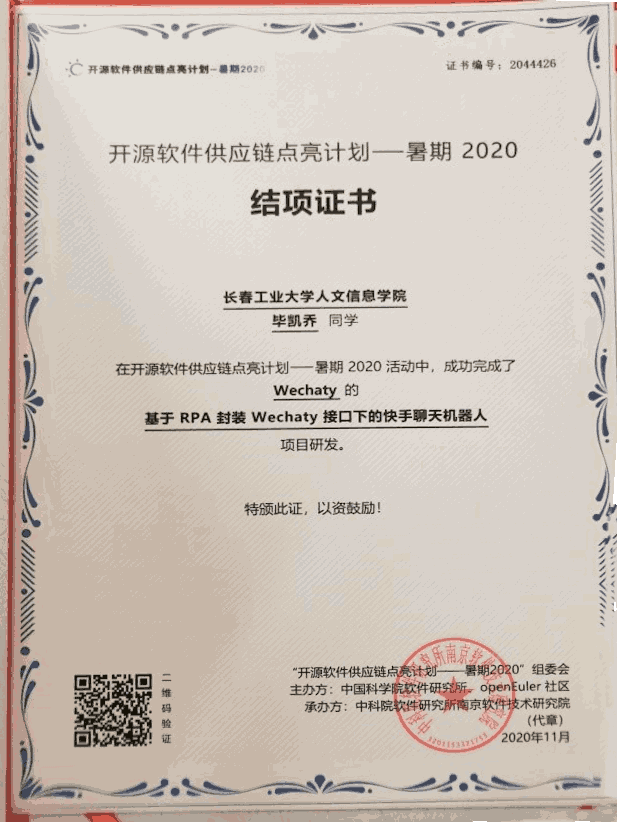 开源软件供应链点亮计划—暑期2020
证书编号：2044426
开源软件供应链点亮计划——暑期 2020
结项证书
长春工业大学人文信息学院
毕凯乔 同学
在开源软件供应链点亮计划——暑期 2020 活动中，成功完成了
Wechaty 的
基于 RPA 封装 Wechaty 接口下的快手聊天机器人
项目研发。
特颁此证，以资鼓励！
二维码验证
“开源软件供应链点亮计划——暑期2020”组委会
主办方：中国科学院软件研究所、openEuler 社区
承办方：中科院软件研究所南京软件技术研究院
（代章）
2020年11月